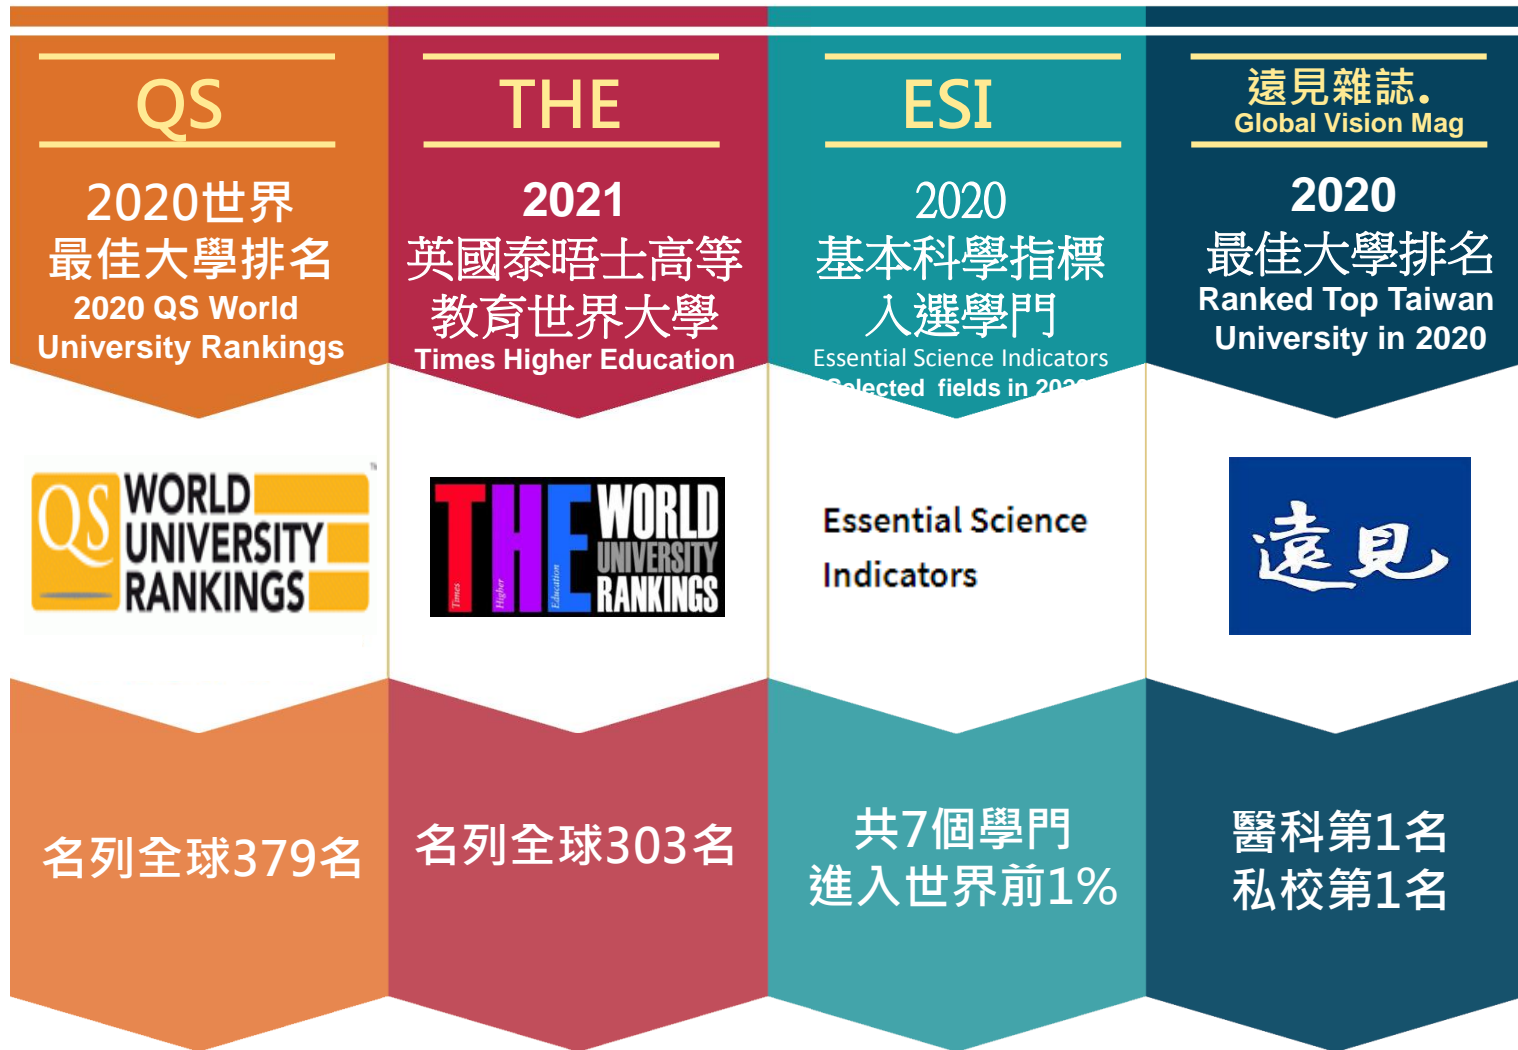 QS
2020世界
最佳大學排名
2020 QS World
University Rankings
QS WORLD
UNIVERSITY
RANKINGS
名列全球379名
THE
2021
英國泰晤士高等
教育世界大學
Times Higher Education
THE WORLD
UNIVERSITY
RANKINGS
Times Higher Education
名列全球303名
ESI
2020
基本科學指標
入選學門
Essential Science Indicators
Selected fields in 2020
Essential Science
Indicators
共7個學門
進入世界前1%
遠見雜誌.
Global Vision Mag
2020
最佳大學排名
Ranked Top Taiwan
University in 2020
遠見
醫科第1名
私校第1名